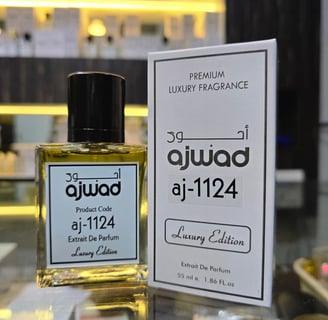 أجود
ajwad
Product Code
aj-1124
Extrait De Parfum
Luxury Edition
PREMIUM
LUXURY FRAGRANCE
أجود
ajwad
aj-1124
Luxury Edition
Extrait De Parfum
55 ml e. 1.86 fl.oz